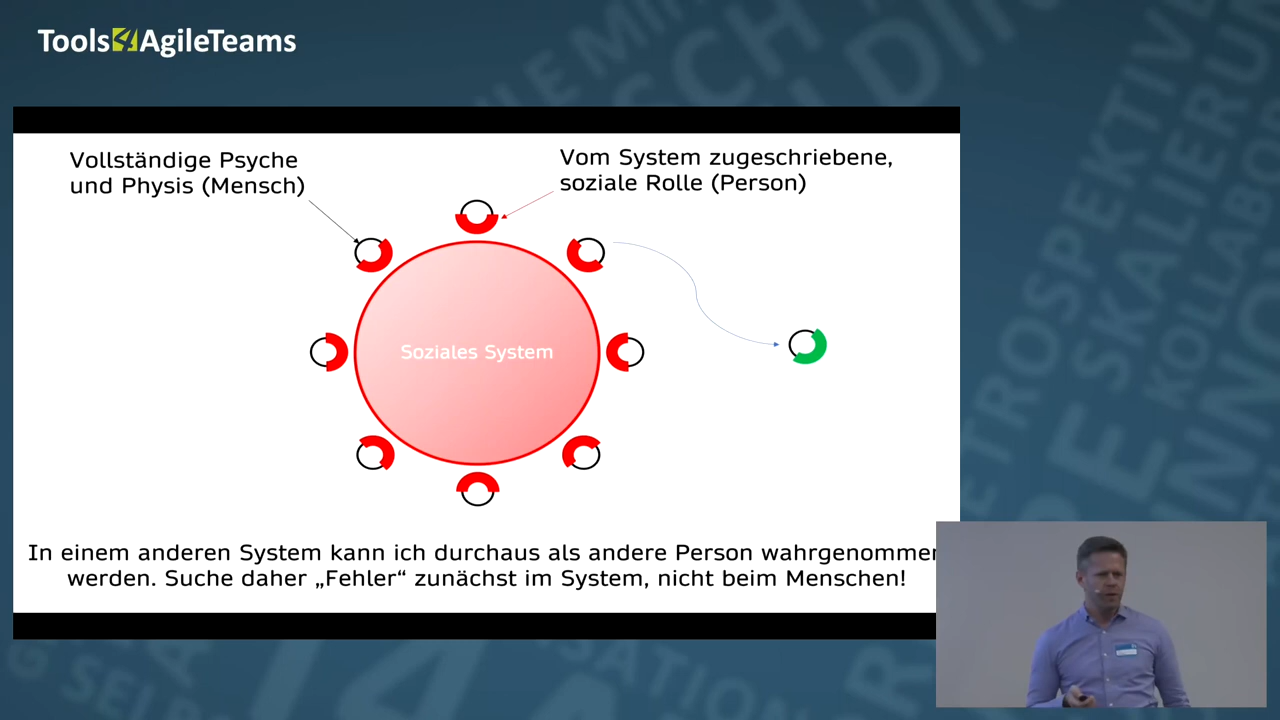 Tools4AgileTeams
Vollständige Psyche
und Physis (Mensch)
Vom System zugeschriebene,
soziale Rolle (Person)
Soziales System
In einem anderen System kann ich durchaus als andere Person wahrgenommen
werden. Suche daher „Fehler“ zunächst im System, nicht beim Menschen!